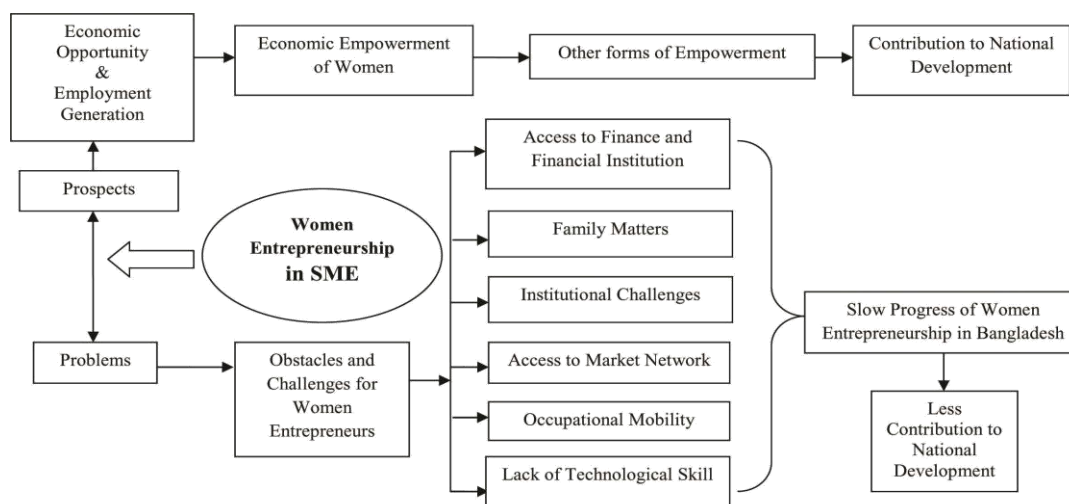 Economic
Opportunity
&
Employment
Generation
Economic Empowerment
of Women
Other forms of Empowerment
Contribution to National
Development
Prospects
Women
Entrepreneurship
in SME
Problems
Obstacles and
Challenges for
Women
Entrepreneurs
Access to Finance and
Financial Institution
Family Matters
Institutional Challenges
Access to Market Network
Occupational Mobility
Lack of Technological Skill
Slow Progress of Women
Entrepreneurship in Bangladesh
Less
Contribution to
National
Development